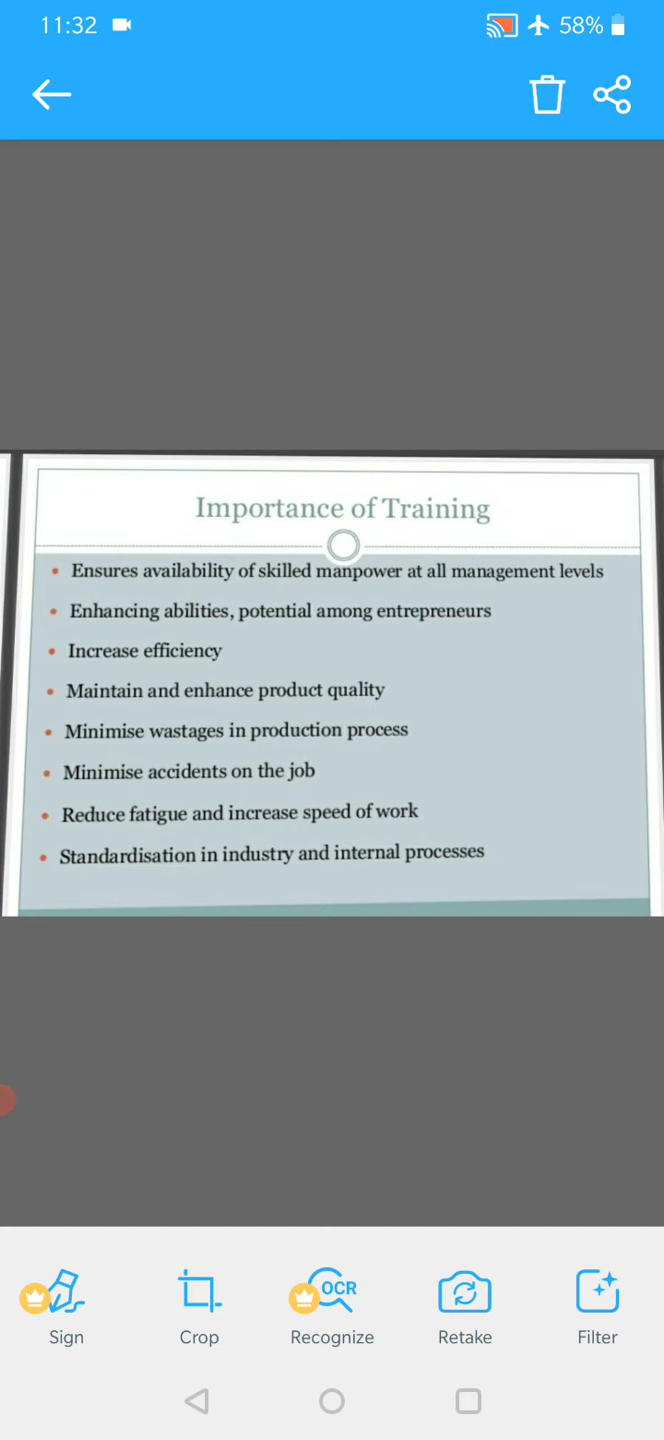 11:32
58%
Importance of Training
• Ensures availability of skilled manpower at all management levels
• Enhancing abilities, potential among entrepreneurs
• Increase efficiency
• Maintain and enhance product quality
• Minimise wastages in production process
• Minimise accidents on the job
• Reduce fatigue and increase speed of work
• Standardisation in industry and internal processes
OCR
Sign Crop Recognize Retake Filter